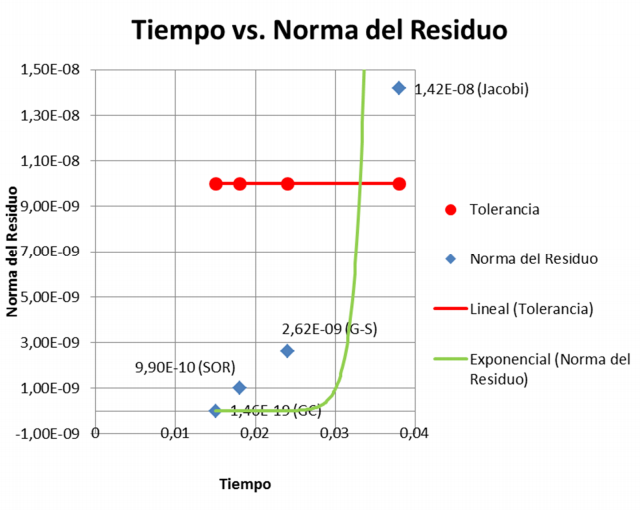 Tiempo vs. Norma del Residuo
1,50E-08
1,30E-08
1,10E-08
9,00E-09
7,00E-09
5,00E-09
3,00E-09
1,00E-09
-1,00E-09
Norma del Residuo
1,42E-08 (Jacobi)
2,62E-09 (G-S)
9,90E-10 (SOR)
1,46E-19 (GC)
0
0,01
0,02
0,03
0,04
Tiempo
Tolerancia
Norma del Residuo
Lineal (Tolerancia)
Exponencial (Norma del
Residuo)